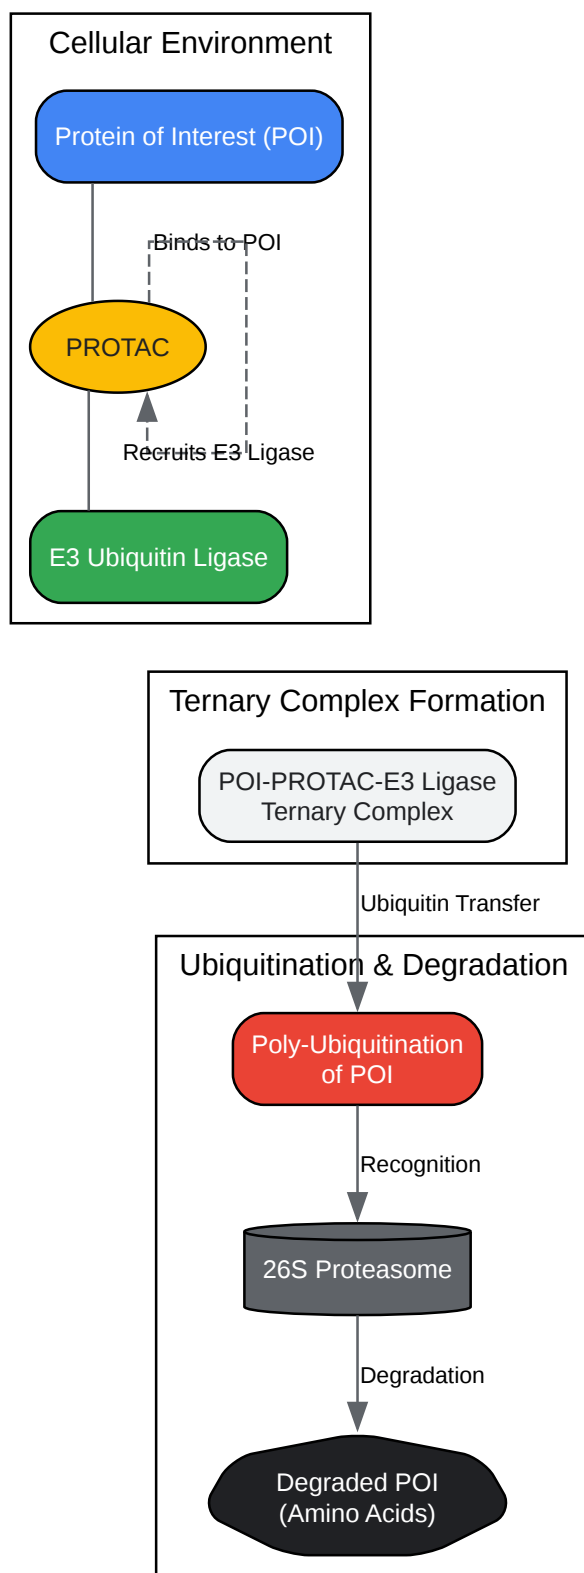 Cellular Environment
Protein of Interest (POI)
Binds to POI
PROTAC
Recruits E3 Ligase
E3 Ubiquitin Ligase
Ternary Complex Formation
POI-PROTAC-E3 Ligase
Ternary Complex
Ubiquitin Transfer
Ubiquitination & Degradation
Poly-Ubiquitination
of POI
Recognition
26S Proteasome
Degradation
Degraded POI
(Amino Acids)